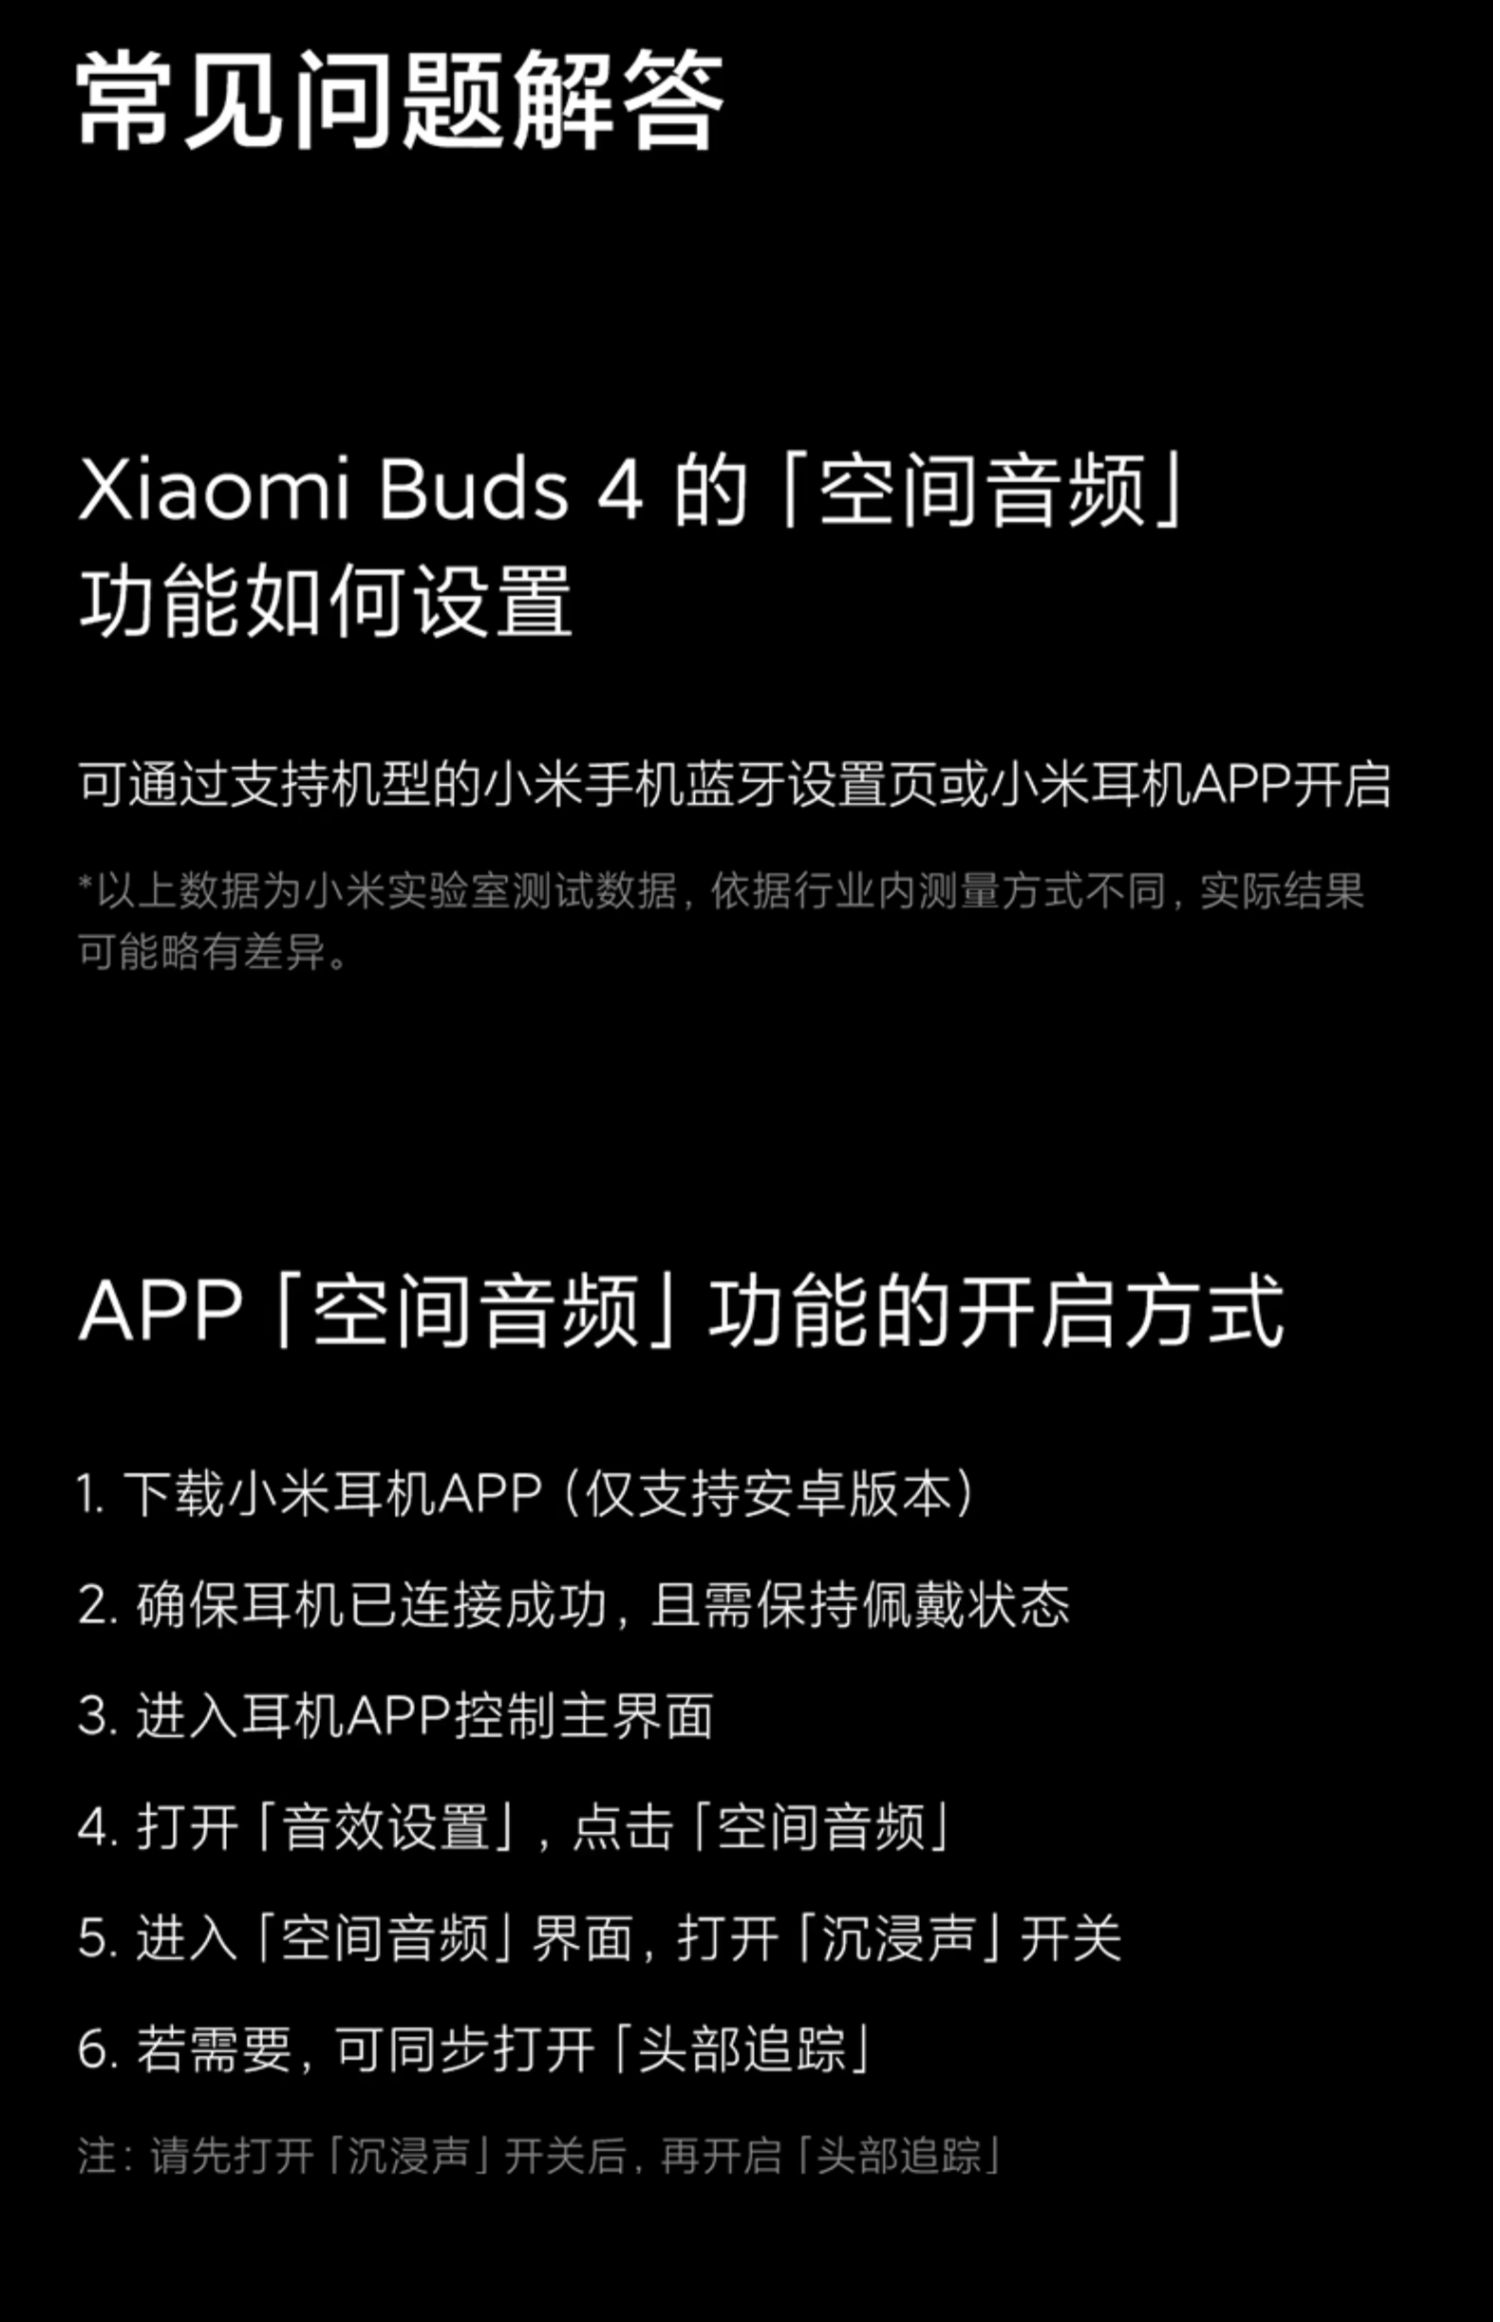 常见问题解答
Xiaomi Buds 4 的「空间音频」
功能如何设置
可通过支持机型的小米手机蓝牙设置页或小米耳机APP开启
*以上数据为小米实验室测试数据，依据行业内测量方式不同，实际结果
可能略有差异。
APP「空间音频」功能的开启方式
1. 下载小米耳机APP（仅支持安卓版本）
2. 确保耳机已连接成功，且需保持佩戴状态
3. 进入耳机APP控制主界面
4. 打开「音效设置」，点击「空间音频」
5. 进入「空间音频」界面，打开「沉浸声」开关
6. 若需要，可同步打开「头部追踪」
注：请先打开「沉浸声」开关后，再开启「头部追踪」